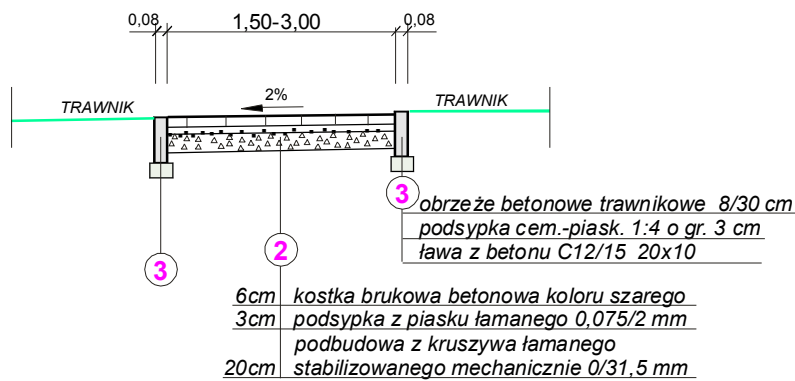 0,08 1,50-3,00 0,08
TRAWNIK 2% TRAWNIK
3 obrzeże betonowe trawnikowe 8/30 cm
podsypka cem.-piask. 1:4 o gr. 3 cm
ława z betonu C12/15 20x10
3 2
6cm kostka brukowa betonowa koloru szarego
3cm podsypka z piasku łamanego 0,075/2 mm
podbudowa z kruszywa łamanego
20cm stabilizowanego mechanicznie 0/31,5 mm